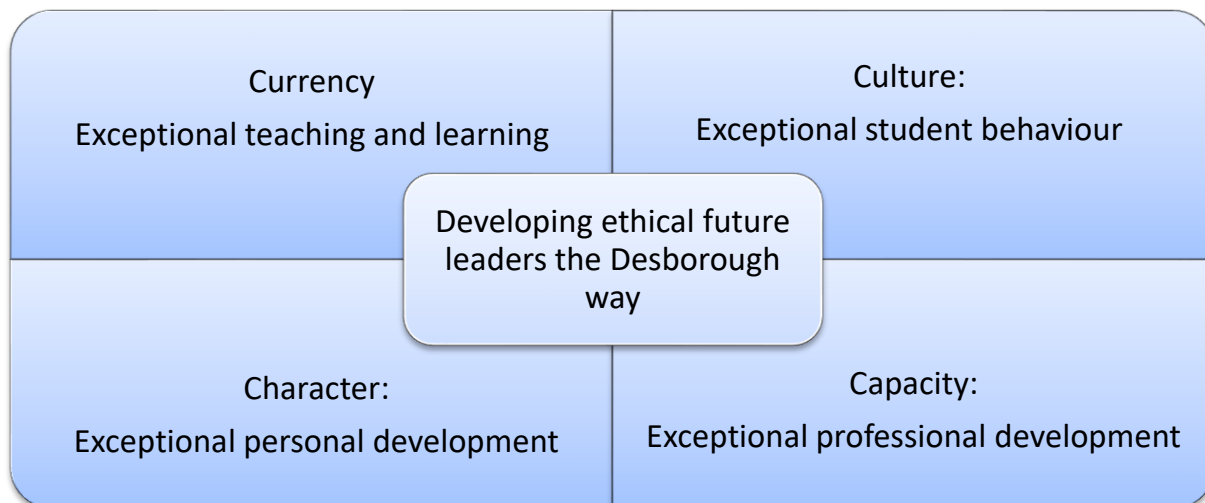 Currency
Exceptional teaching and learning
Culture:
Exceptional student behaviour
Developing ethical future
leaders the Desborough
way
Character:
Exceptional personal development
Capacity:
Exceptional professional development